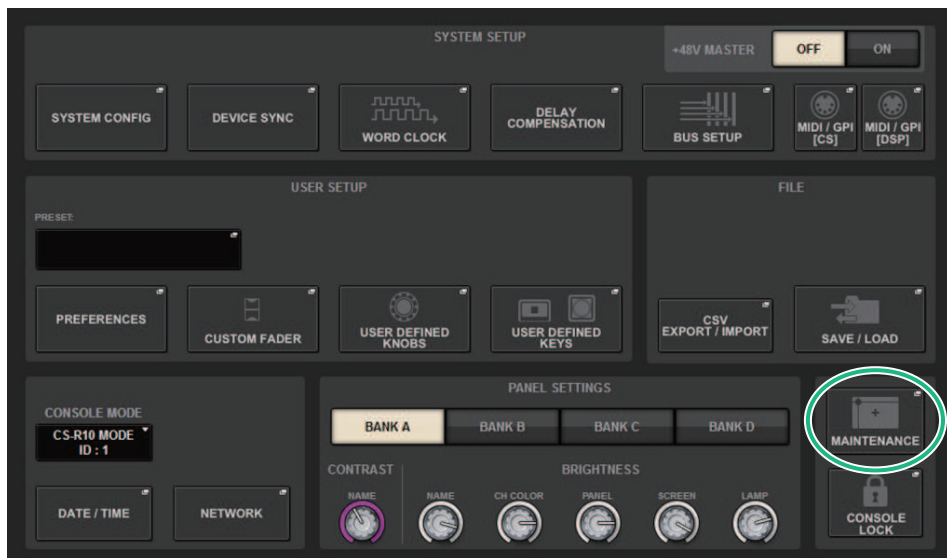 SYSTEM SETUP
+48V MASTER
OFF
ON
SYSTEM CONFIG
DEVICE SYNC
WORD CLOCK
DELAY
COMPENSATION
BUS SETUP
MIDI / GPI
[CS]
MIDI / GPI
[DSP]
USER SETUP
PRESET:
PREFERENCES
CUSTOM FADER
USER DEFINED
KNOBS
USER DEFINED
KEYS
FILE
CSV
EXPORT / IMPORT
SAVE / LOAD
CONSOLE MODE
CS-R10 MODE
ID : 1
DATE / TIME
NETWORK
PANEL SETTINGS
BANK A
BANK B
BANK C
BANK D
CONTRAST
BRIGHTNESS
NAME
NAME
CH COLOR
PANEL
SCREEN
LAMP
MAINTENANCE
CONSOLE
LOCK